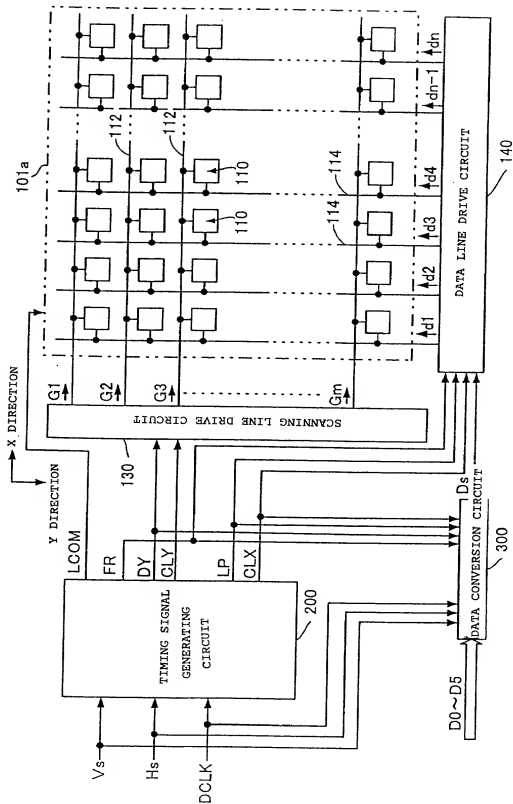 X DIRECTION
Y DIRECTION
101a
Vs
Hs
DCLK
TIMING SIGNAL
GENERATING
CIRCUIT
200
LCOM
FR
DY
CLY
LP
CLX
130
SCANNING LINE DRIVE CIRCUIT
G1
G2
G3
Gm
112
112
110
110
114
114
d1
d2
d3
d4
dn-1
dn
DATA LINE DRIVE CIRCUIT
140
D0~D5
DATA CONVERSION CIRCUIT
Ds
300